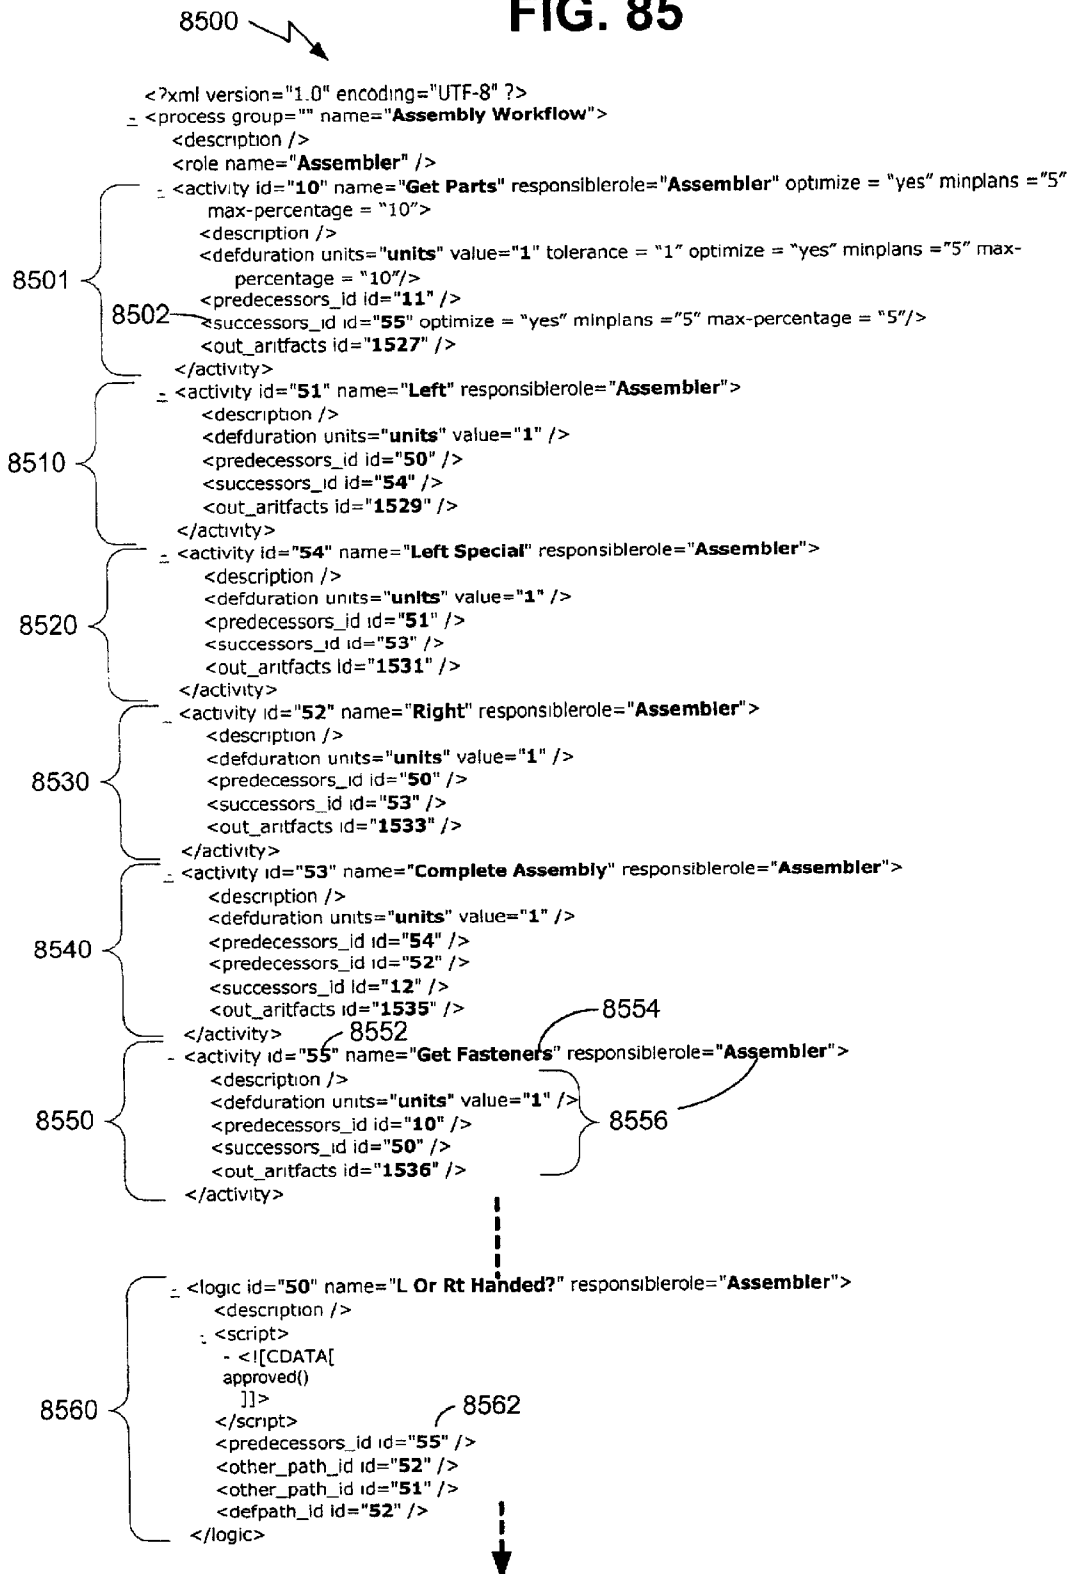 FIG. 85
8500
<?xml version="1.0" encoding="UTF-8" ?>
- <process group="" name="Assembly Workflow">
<description />
<role name="Assembler" />
- <activity id="10" name="Get Parts" responsiblerole="Assembler" optimize = "yes" minplans ="5"
max-percentage = "10">
<description />
<defduration units="units" value="1" tolerance = "1" optimize = "yes" minplans ="5" max-
percentage = "10"/>
8501
<predecessors_id id="11" />
8502
<successors_id id="55" optimize = "yes" minplans ="5" max-percentage = "5"/>
<out_aritfacts id="1527" />
</activity>
- <activity id="51" name="Left" responsiblerole="Assembler">
<description />
<defduration units="units" value="1" />
8510
<predecessors_id id="50" />
<successors_id id="54" />
<out_aritfacts id="1529" />
</activity>
- <activity id="54" name="Left Special" responsiblerole="Assembler">
<description />
<defduration units="units" value="1" />
8520
<predecessors_id id="51" />
<successors_id id="53" />
<out_aritfacts id="1531" />
</activity>
- <activity id="52" name="Right" responsiblerole="Assembler">
<description />
<defduration units="units" value="1" />
8530
<predecessors_id id="50" />
<successors_id id="53" />
<out_aritfacts id="1533" />
</activity>
- <activity id="53" name="Complete Assembly" responsiblerole="Assembler">
<description />
<defduration units="units" value="1" />
8540
<predecessors_id id="54" />
<predecessors_id id="52" />
<successors_id id="12" />
<out_aritfacts id="1535" />
</activity>
8552
8554
- <activity id="55" name="Get Fasteners" responsiblerole="Assembler">
<description />
<defduration units="units" value="1" />
8550
<predecessors_id id="10" />
8556
<successors_id id="50" />
<out_aritfacts id="1536" />
</activity>
- <logic id="50" name="L Or Rt Handed?" responsiblerole="Assembler">
<description />
- <script>
- <![CDATA[
approved()
]]>
8560
</script>
8562
<predecessors_id id="55" />
<other_path_id id="52" />
<other_path_id id="51" />
<defpath_id id="52" />
</logic>